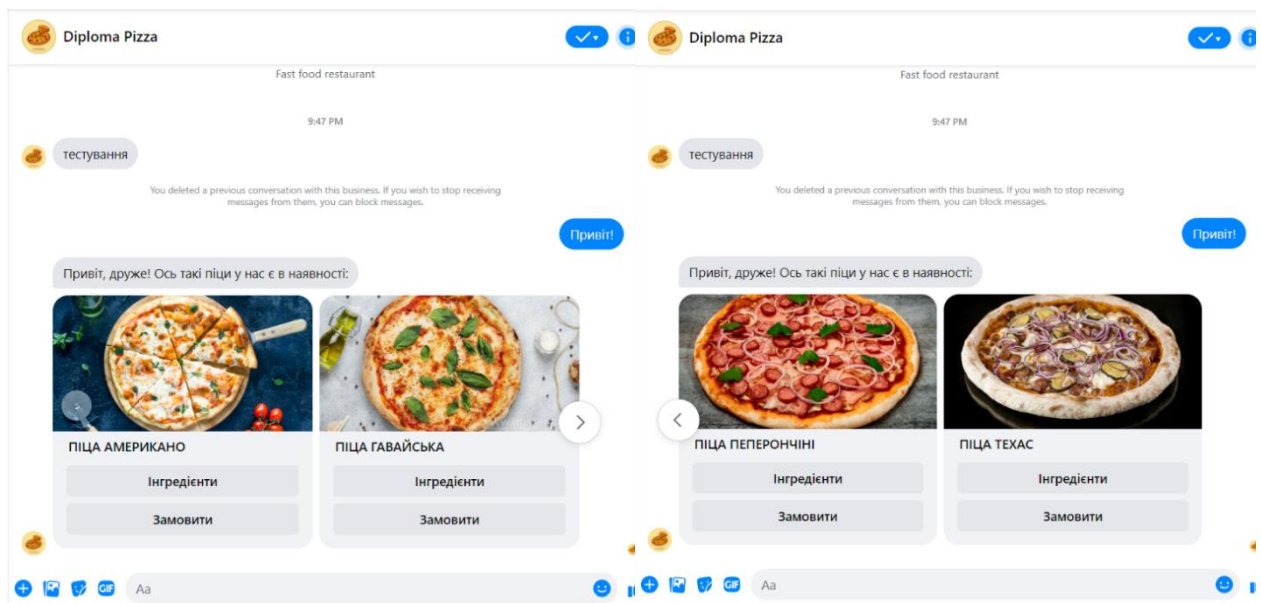 Diploma Pizza
Fast food restaurant
9:47 PM
тестування
You deleted a previous conversation with this business. If you wish to stop receiving
messages from them, you can block messages.
Привіт!
Привіт, друже! Ось такі піци у нас є в наявності:
ПІЦА АМЕРИКАНО
Інгредієнти
Замовити
ПІЦА ГАВАЙСЬКА
Інгредієнти
Замовити
GIF
Aa
Diploma Pizza
Fast food restaurant
9:47 PM
тестування
You deleted a previous conversation with this business. If you wish to stop receiving
messages from them, you can block messages.
Привіт!
Привіт, друже! Ось такі піци у нас є в наявності:
ПІЦА ПЕПЕРОНЧІНІ
Інгредієнти
Замовити
ПІЦА ТЕХАС
Інгредієнти
Замовити
GIF
Aa